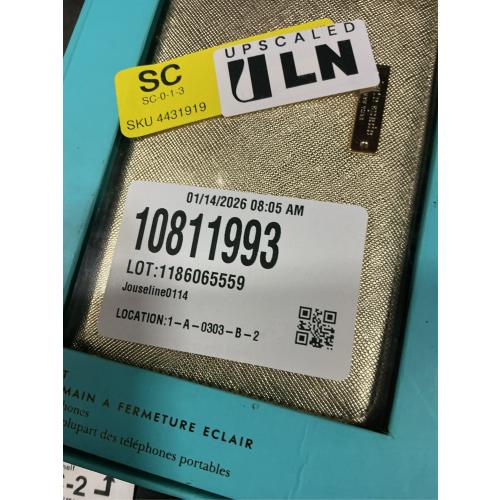 UPSCALED
LN
SC
SC-0-1-3
SKU 4431919
01/14/2026 08:05 AM
10811993
LOT:1186065559
Jouseline0114
LOCATION:1-A-0303-B-2
MAIN A FERMETURE ECLAIR
plupart des téléphones portables
-2